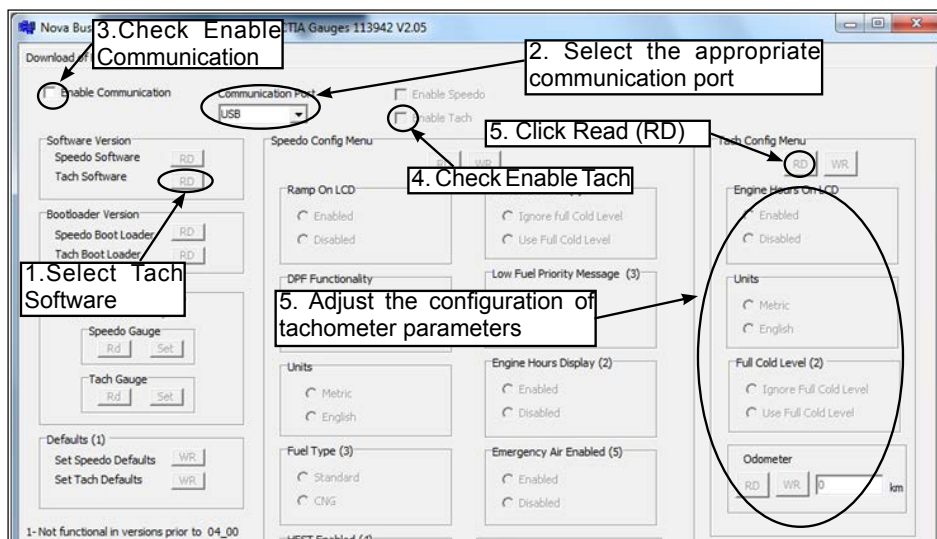 Nova Bus
CTIA Gauges 113942 V2.05
Download of
3.Check Enable
Communication
2. Select the appropriate
communication port
Enable Communication
Communication Port
USB
Enable Speedo
Enable Tach
5. Click Read (RD)
4. Check Enable Tach
Software Version
Speedo Software RD
Tach Software RD
Bootloader Version
Speedo Boot Loader RD
Tach Boot Loader RD
1.Select Tach
Software
Speedo Gauge
Rd Set
Tach Gauge
Rd Set
Defaults (1)
Set Speedo Defaults WR
Set Tach Defaults WR
1- Not functional in versions prior to 04_00
Speedo Config Menu
RD WR
Ramp On LCD
Enabled
Disabled
Ignore full Cold Level
Use Full Cold Level
DPF Functionality
Low Fuel Priority Message (3)
5. Adjust the configuration of
tachometer parameters
Units
Metric
English
Engine Hours Display (2)
Enabled
Disabled
Fuel Type (3)
Standard
CNG
Emergency Air Enabled (5)
Enabled
Disabled
Tach Config Menu
RD WR
Engine Hours On LCD
Enabled
Disabled
Units
Metric
English
Full Cold Level (2)
Ignore Full Cold Level
Use Full Cold Level
Odometer
RD WR 0 km